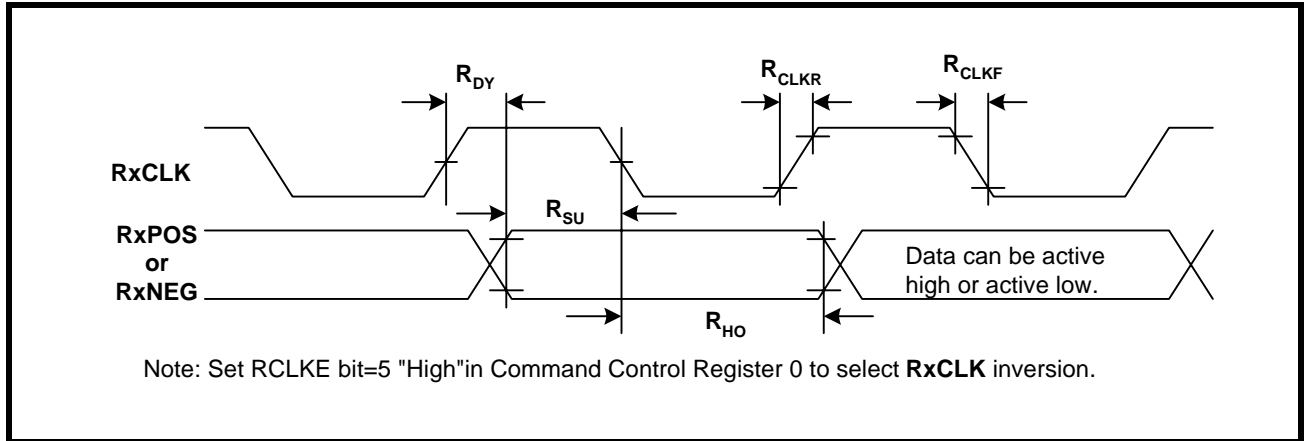 R_DY
R_CLKR
R_CLKF
RxCLK
R_SU
RxPOS
or
RxNEG
Data can be active
high or active low.
R_HO
Note: Set RCLKE bit=5 "High"in Command Control Register 0 to select RxCLK inversion.